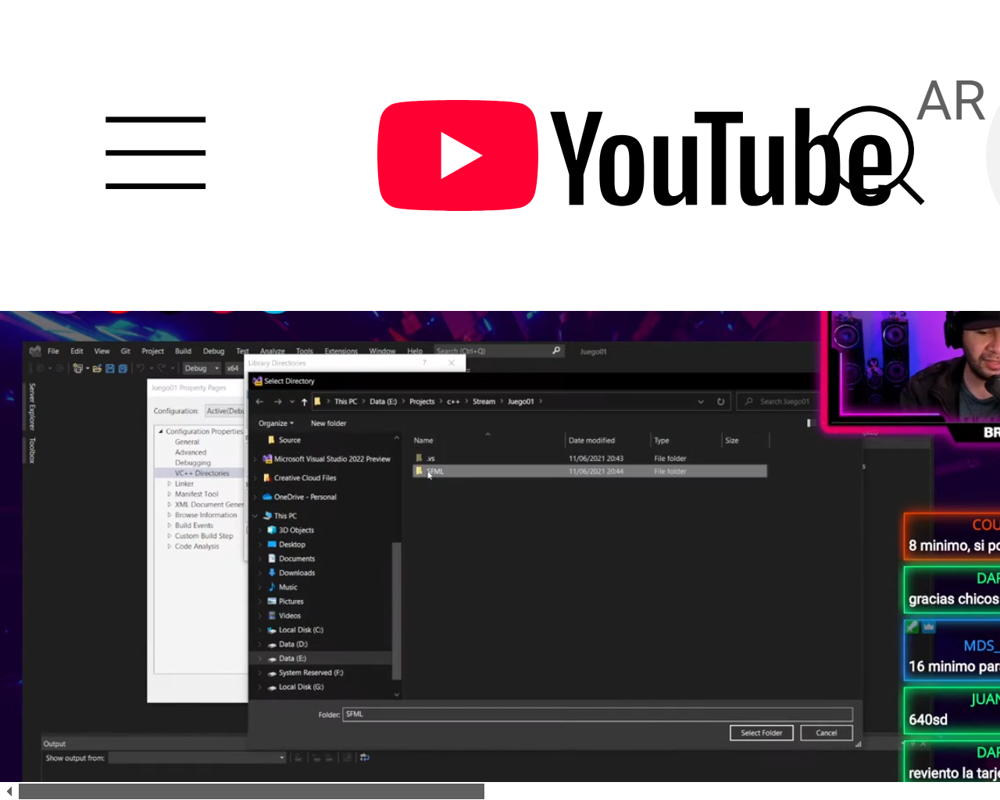 YouTube
AR
File Edit View Git Project Build Debug Test Analyze Tools Extensions Window Help Search (Ctrl+Q) Juego01
Library Directories ?
Debug x64
Select Directory
Juego01 Property Pages
This PC > Data (E:) > Projects > c++ > Stream > Juego01 >
Search Juego01
Configuration: Active(Debu
Organize New folder
Server Explorer
Toolbox
Configuration Properties
General
Advanced
Debugging
VC++ Directories
Linker
Manifest Tool
XML Document Gener
Browse Information
Build Events
Custom Build Step
Code Analysis
Source
Microsoft Visual Studio 2022 Preview
Creative Cloud Files
OneDrive - Personal
This PC
3D Objects
Desktop
Documents
Downloads
Music
Pictures
Videos
Local Disk (C:)
Data (D:)
Data (E:)
System Reserved (F:)
Local Disk (G:)
Name Date modified Type Size
.vs 11/06/2021 20:43 File folder
SFML 11/06/2021 20:44 File folder
Folder: SFML
Select Folder Cancel
Output
Show output from:
BR
COU
8 minimo, si po
DAR
gracias chicos
MDS_
16 minimo para
JUAN
640sd
DAR
reviento la tarje